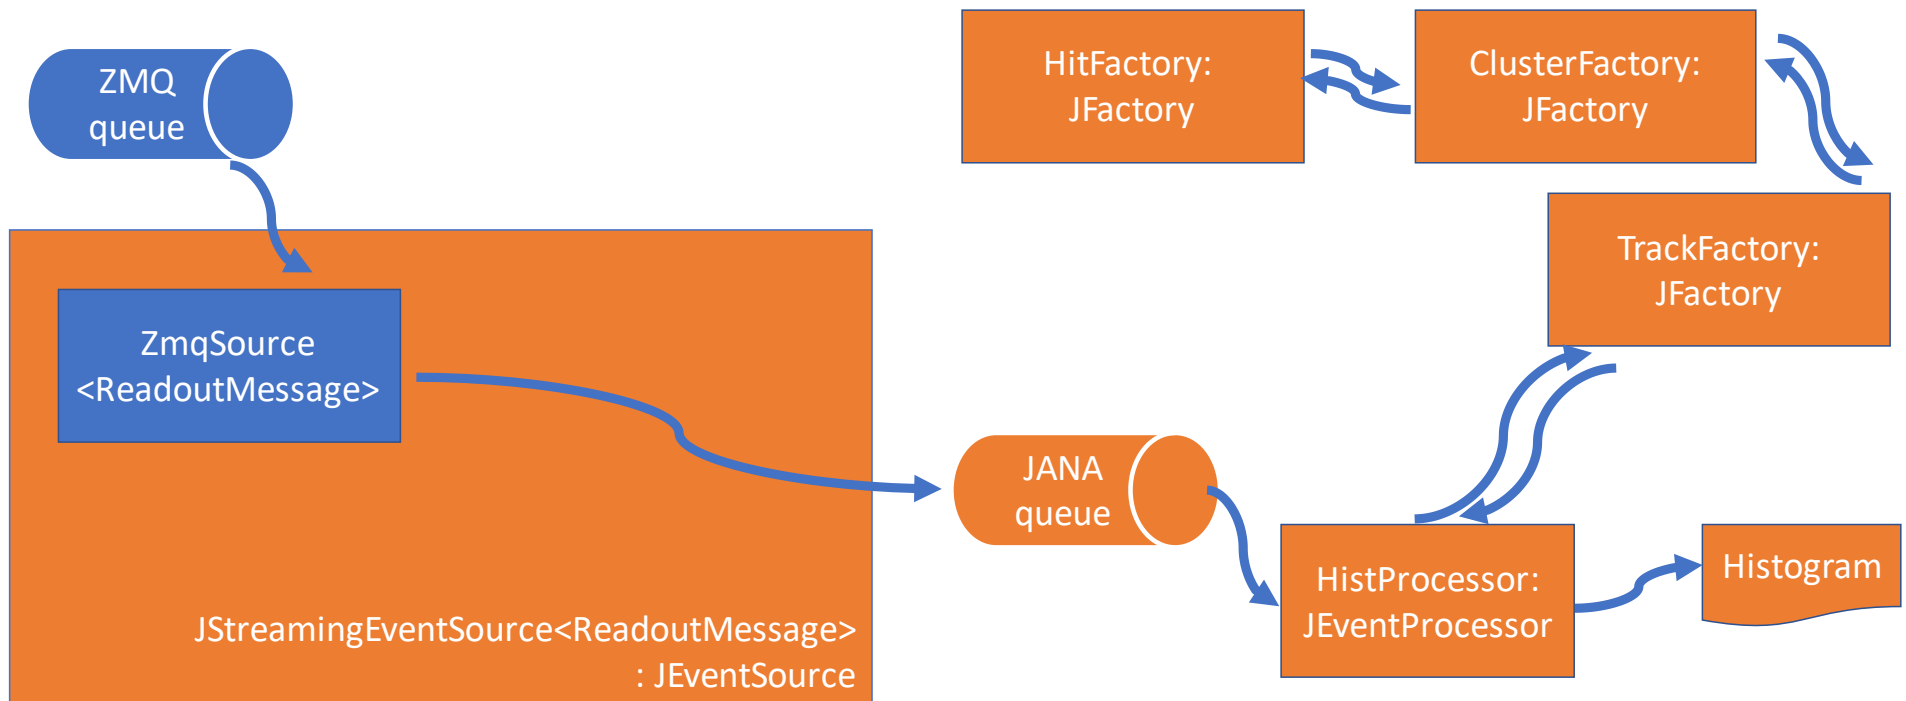 ZMQ
queue
HitFactory:
JFactory
ClusterFactory:
JFactory
TrackFactory:
JFactory
ZmqSource
<ReadoutMessage>
JANA
queue
HistProcessor:
JEventProcessor
Histogram
JStreamingEventSource<ReadoutMessage>
: JEventSource